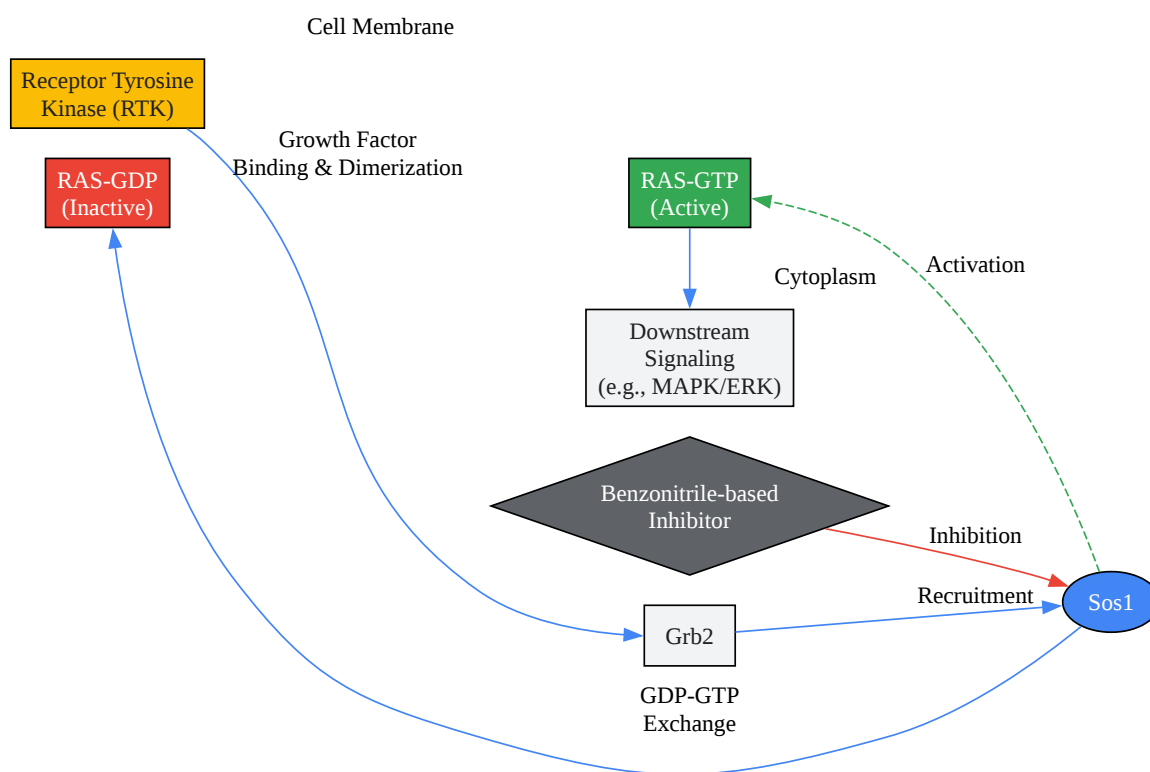 Cell Membrane
Receptor Tyrosine
Kinase (RTK)
Growth Factor
Binding & Dimerization
RAS-GDP
(Inactive)
RAS-GTP
(Active)
Cytoplasm
Activation
Downstream
Signaling
(e.g., MAPK/ERK)
Benzonitrile-based
Inhibitor
Inhibition
Recruitment
Sos1
Grb2
GDP-GTP
Exchange